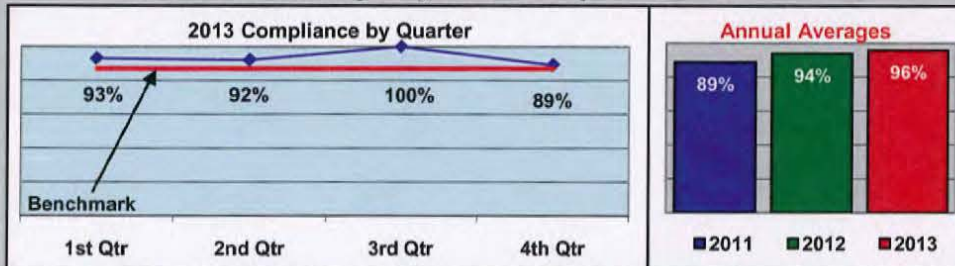 2013 Compliance by Quarter
93%
92%
100%
89%
Benchmark
1st Qtr
2nd Qtr
3rd Qtr
4th Qtr
Annual Averages
89%
94%
96%
2011
2012
2013